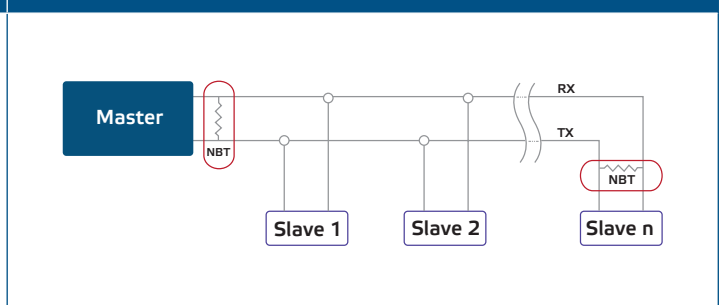 RX
Master
TX
NBT
NBT
Slave 1
Slave 2
Slave n